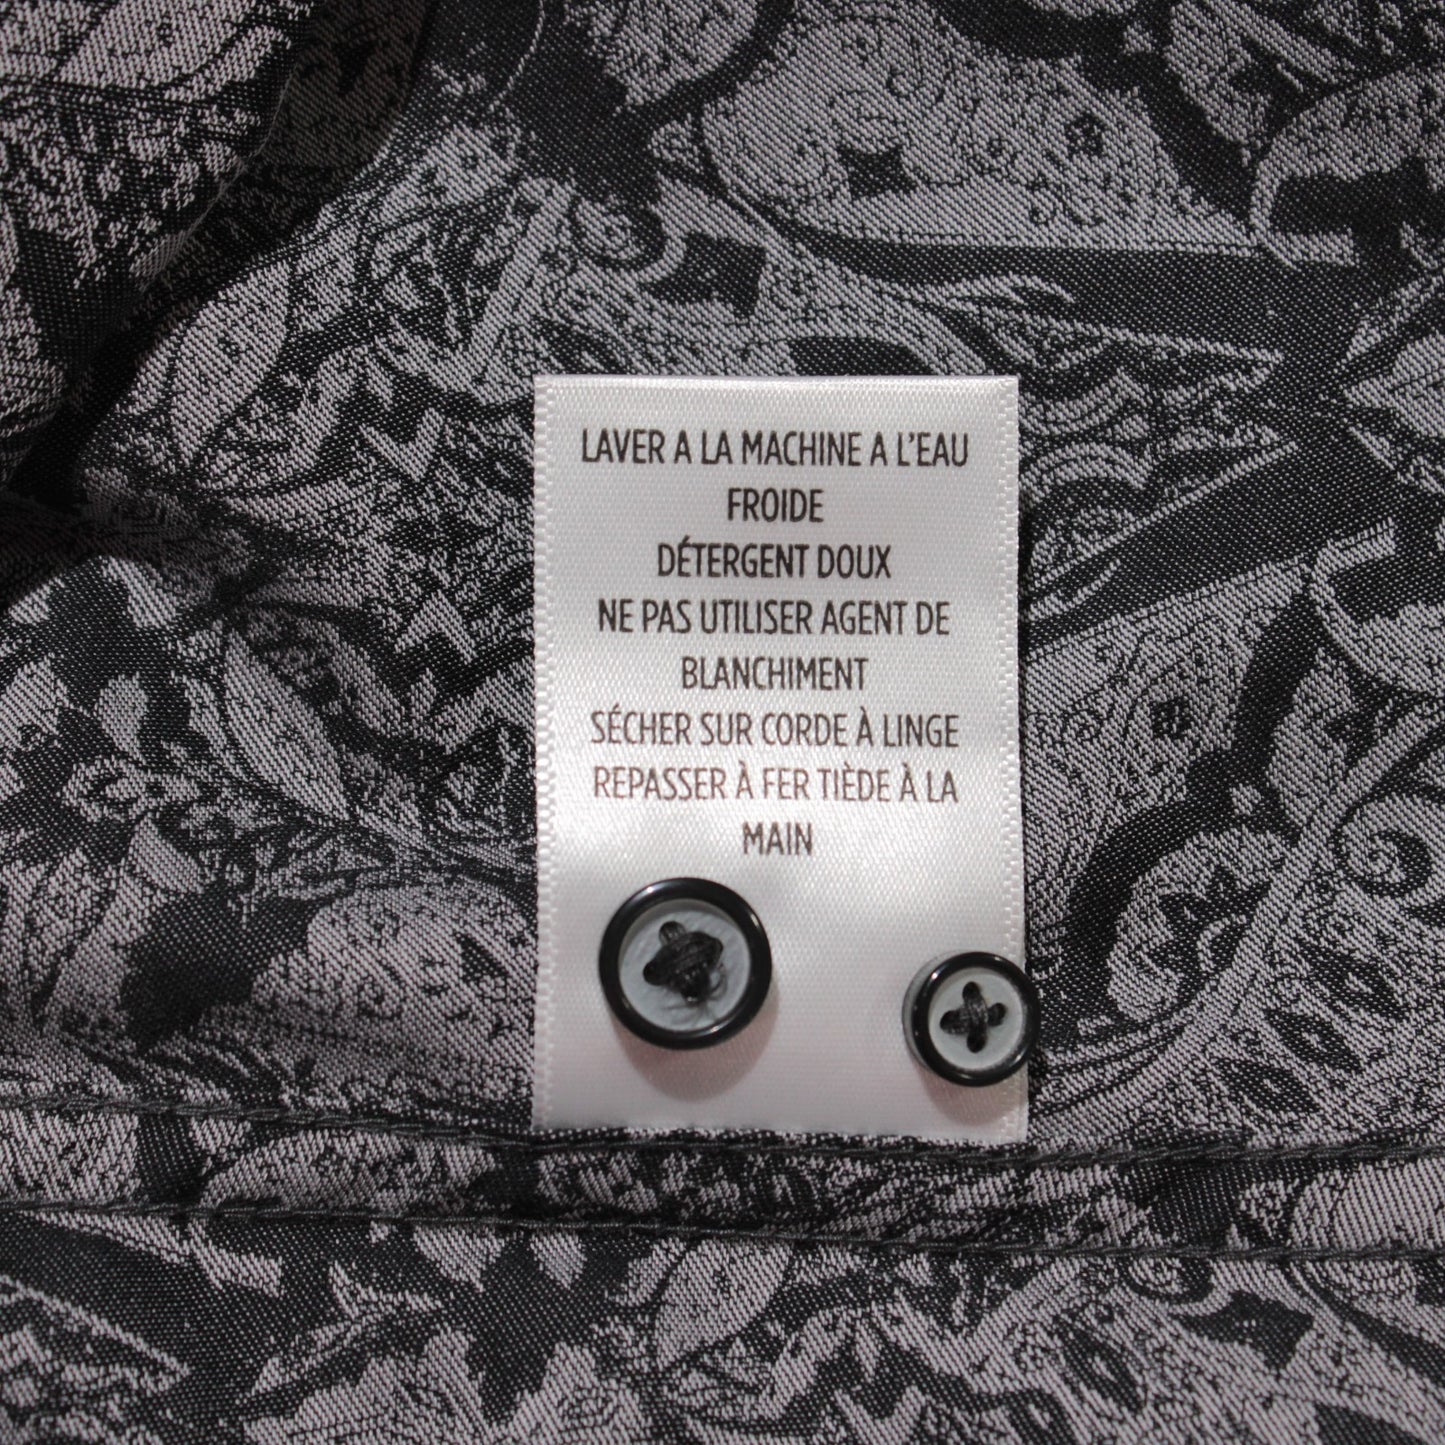 LAVER A LA MACHINE A L'EAU
FROIDE
DÉTERGENT DOUX
NE PAS UTILISER AGENT DE
BLANCHIMENT
SÉCHER SUR CORDE À LINGE
REPASSER À FER TIÈDE À LA
MAIN